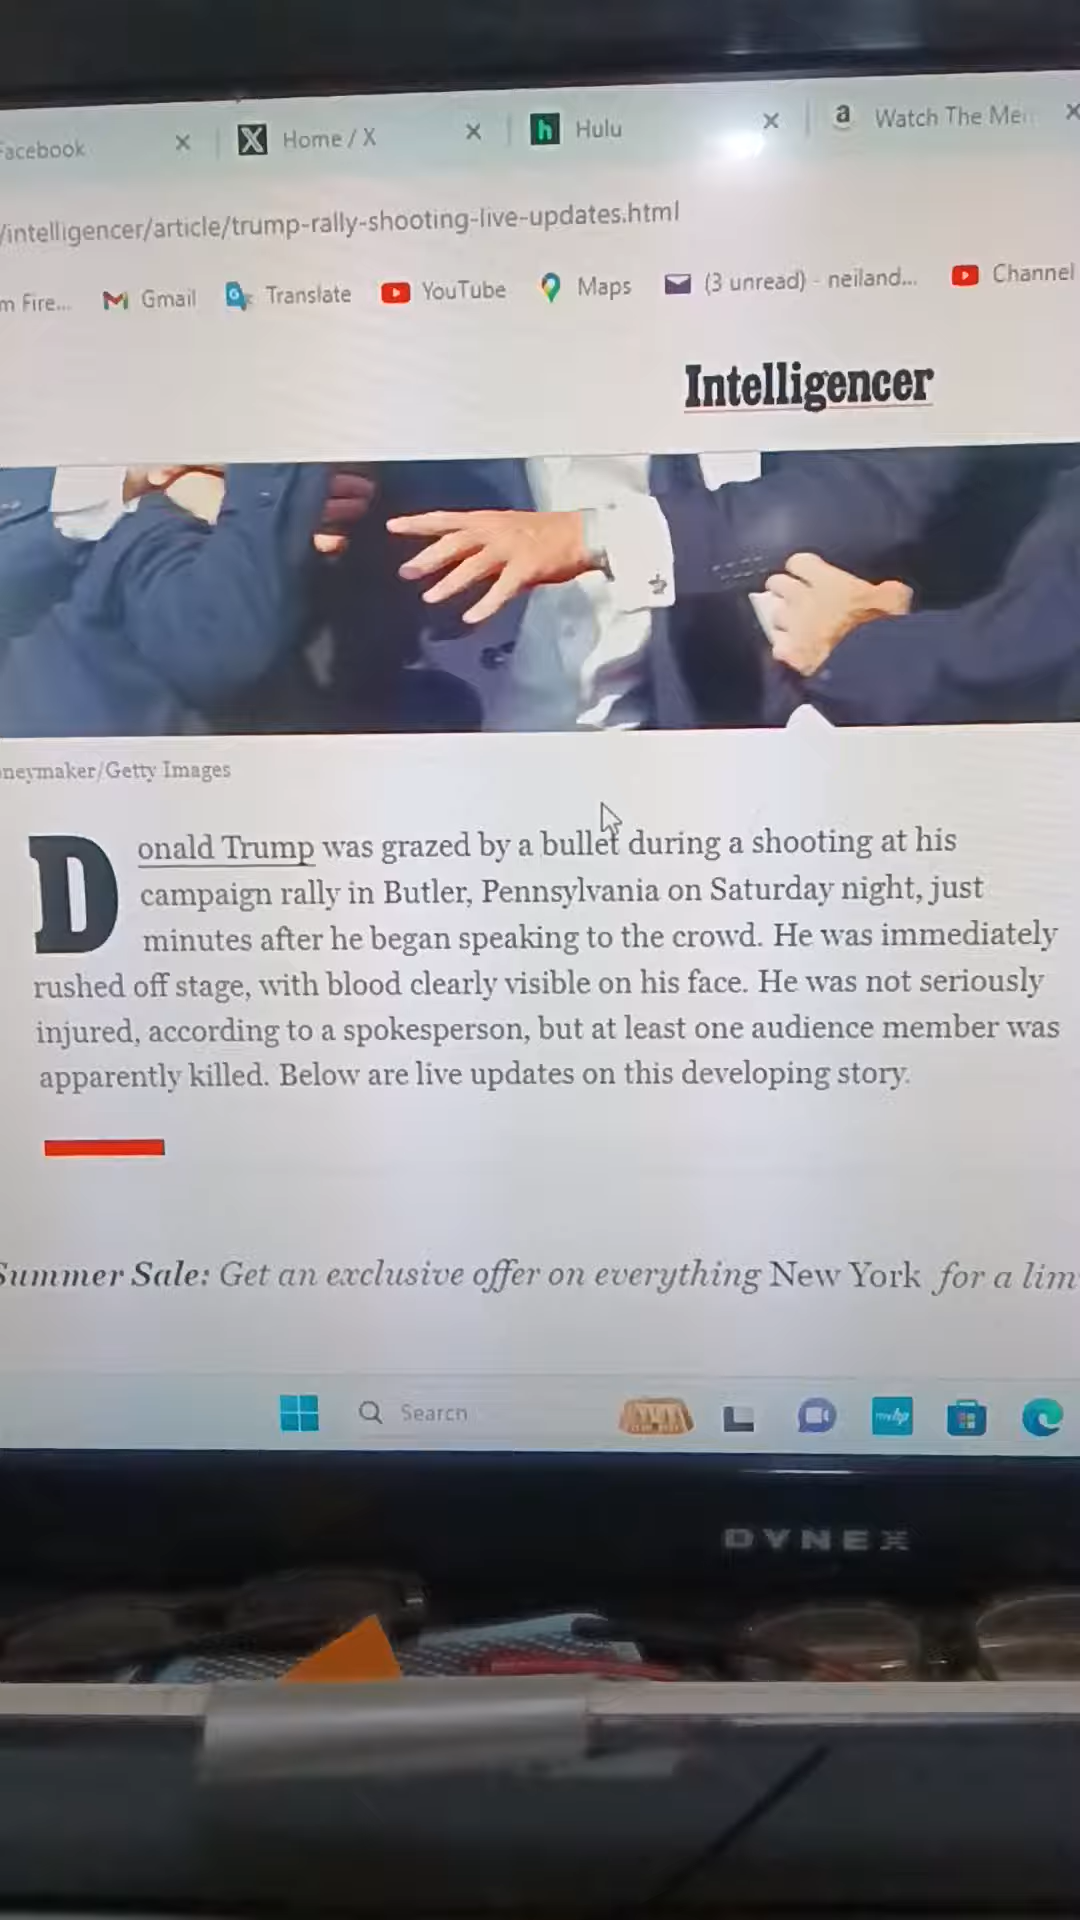 Facebook
Home / X
Hulu
Watch The Men
/intelligencer/article/trump-rally-shooting-live-updates.html
m Fire...
Gmail
Translate
YouTube
Maps
(3 unread) - neiland...
Channel
Intelligencer
neymaker/Getty Images
Donald Trump was grazed by a bullet during a shooting at his
campaign rally in Butler, Pennsylvania on Saturday night, just
minutes after he began speaking to the crowd. He was immediately
rushed off stage, with blood clearly visible on his face. He was not seriously
injured, according to a spokesperson, but at least one audience member was
apparently killed. Below are live updates on this developing story.
Summer Sale: Get an exclusive offer on everything New York for a lim
Search
myhp
DYNEX